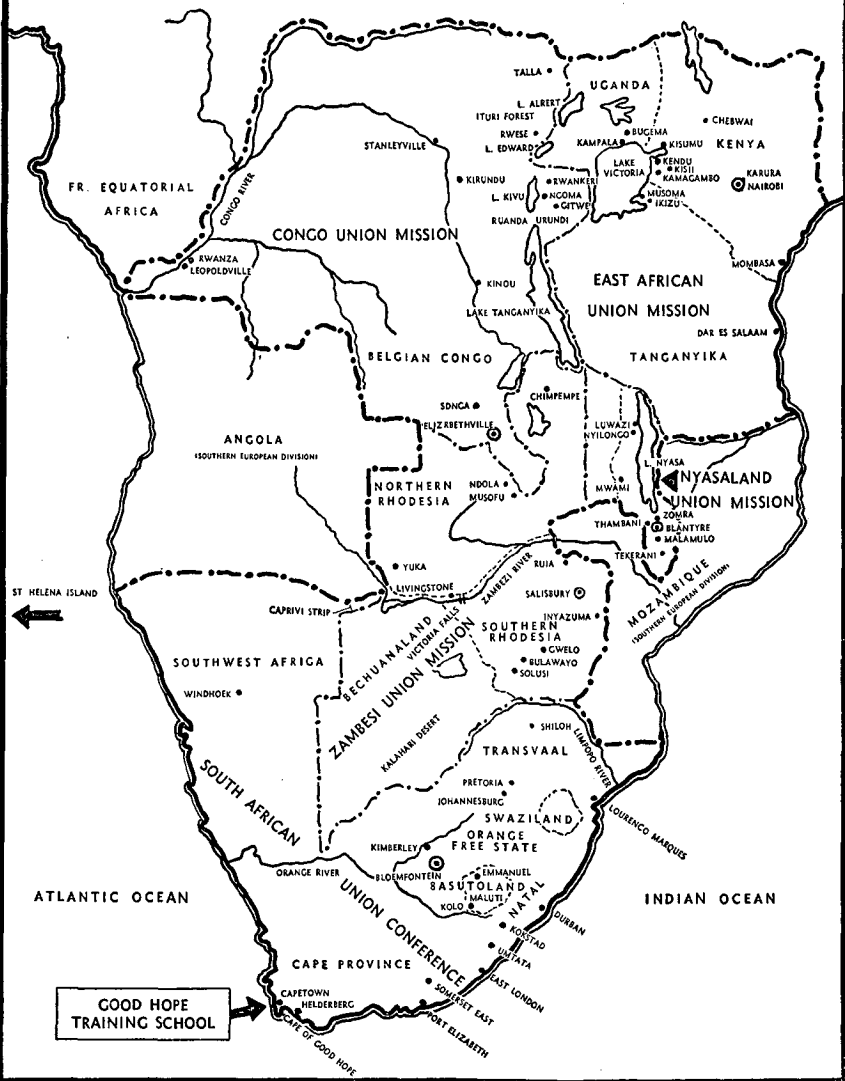 TALLA
UGANDA
L. ALBERT
ITURI FOREST
CHEBWAI
RWESE
BUGEMA
STANLEYVILLE
L. EDWARD
KAMPALA
KISUMU
KENYA
LAKE
VICTORIA
KENDU
KISII
KAMAGAMBO
KARURA
NAIROBI
FR. EQUATORIAL
AFRICA
CONGO RIVER
KIRUNDU
RWANKERI
L. KIVU
NGOMA
GITWE
MUSOMA
IKIZU
RUANDA URUNDI
CONGO UNION MISSION
RWANZA
LEOPOLDVILLE
MOMBASA
KINOU
EAST AFRICAN
UNION MISSION
LAKE TANGANYIKA
DAR ES SALAAM
BELGIAN CONGO
TANGANYIKA
CHIMPEMPE
SONGA
ELIZABETHVILLE
LUWAZI
NYILONGO
ANGOLA
(SOUTHERN EUROPEAN DIVISION)
L. NYASA
NORTHERN
RHODESIA
NDOLA
MUSOFU
MWAMI
NYASALAND
UNION MISSION
ZOMRA
THAMBANI
BLANTYRE
MALAMULO
TEKERANI
YUKA
RUIA
ZAMBEZI RIVER
LIVINGSTONE
ST HELENA ISLAND
SALISBURY
MOZAMBIQUE
(SOUTHERN EUROPEAN DIVISION)
CAPRIVI STRIP
VICTORIA FALLS
INYAZUMA
BECHUANALAND
SOUTHERN
RHODESIA
GWELO
BULAWAYO
SOLUSI
SOUTHWEST AFRICA
ZAMBESI UNION MISSION
WINDHOEK
KALAHARI DESERT
SHILOH
LIMPOPO RIVER
TRANSVAAL
PRETORIA
JOHANNESBURG
SOUTH AFRICAN
SWAZILAND
LOURENCO MARQUES
ORANGE
FREE STATE
KIMBERLEY
ORANGE RIVER
BLOEMFONTEIN
EMMANUEL
BASUTOLAND
MALUTI
KOLO
NATAL
DURBAN
ATLANTIC OCEAN
INDIAN OCEAN
UNION CONFERENCE
KOKSTAD
UMTATA
CAPE PROVINCE
EAST LONDON
SOMERSET EAST
PORT ELIZABETH
GOOD HOPE
TRAINING SCHOOL
CAPETOWN
HELDERBERG
CAPE OF GOOD HOPE